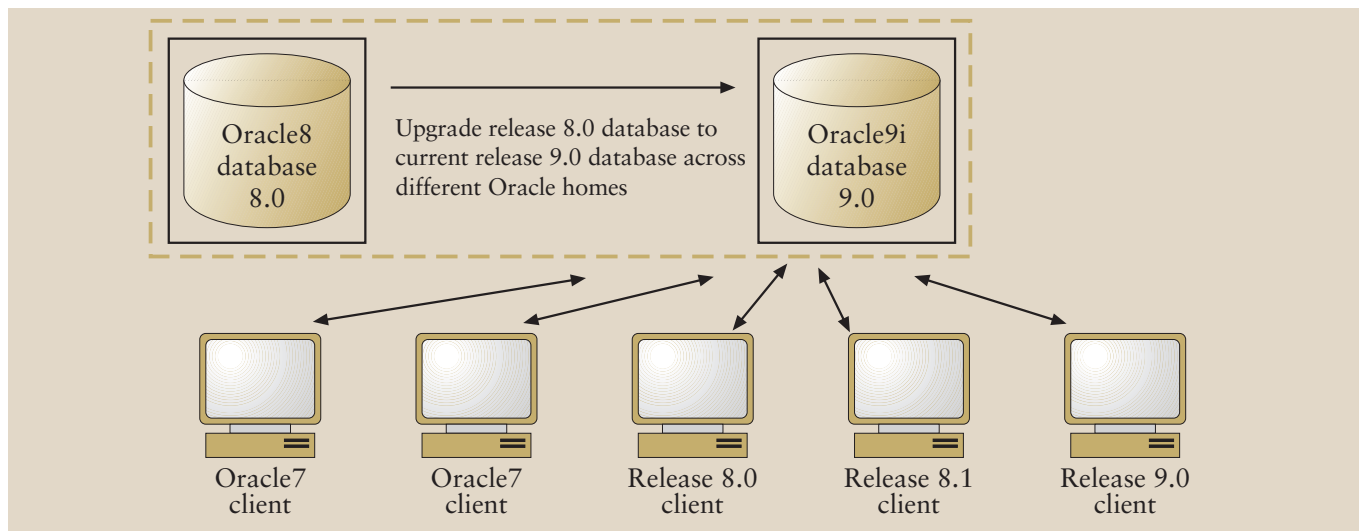 Oracle8
database
8.0
Upgrade release 8.0 database to
current release 9.0 database across
different Oracle homes
Oracle9i
database
9.0
Oracle7
client
Oracle7
client
Release 8.0
client
Release 8.1
client
Release 9.0
client